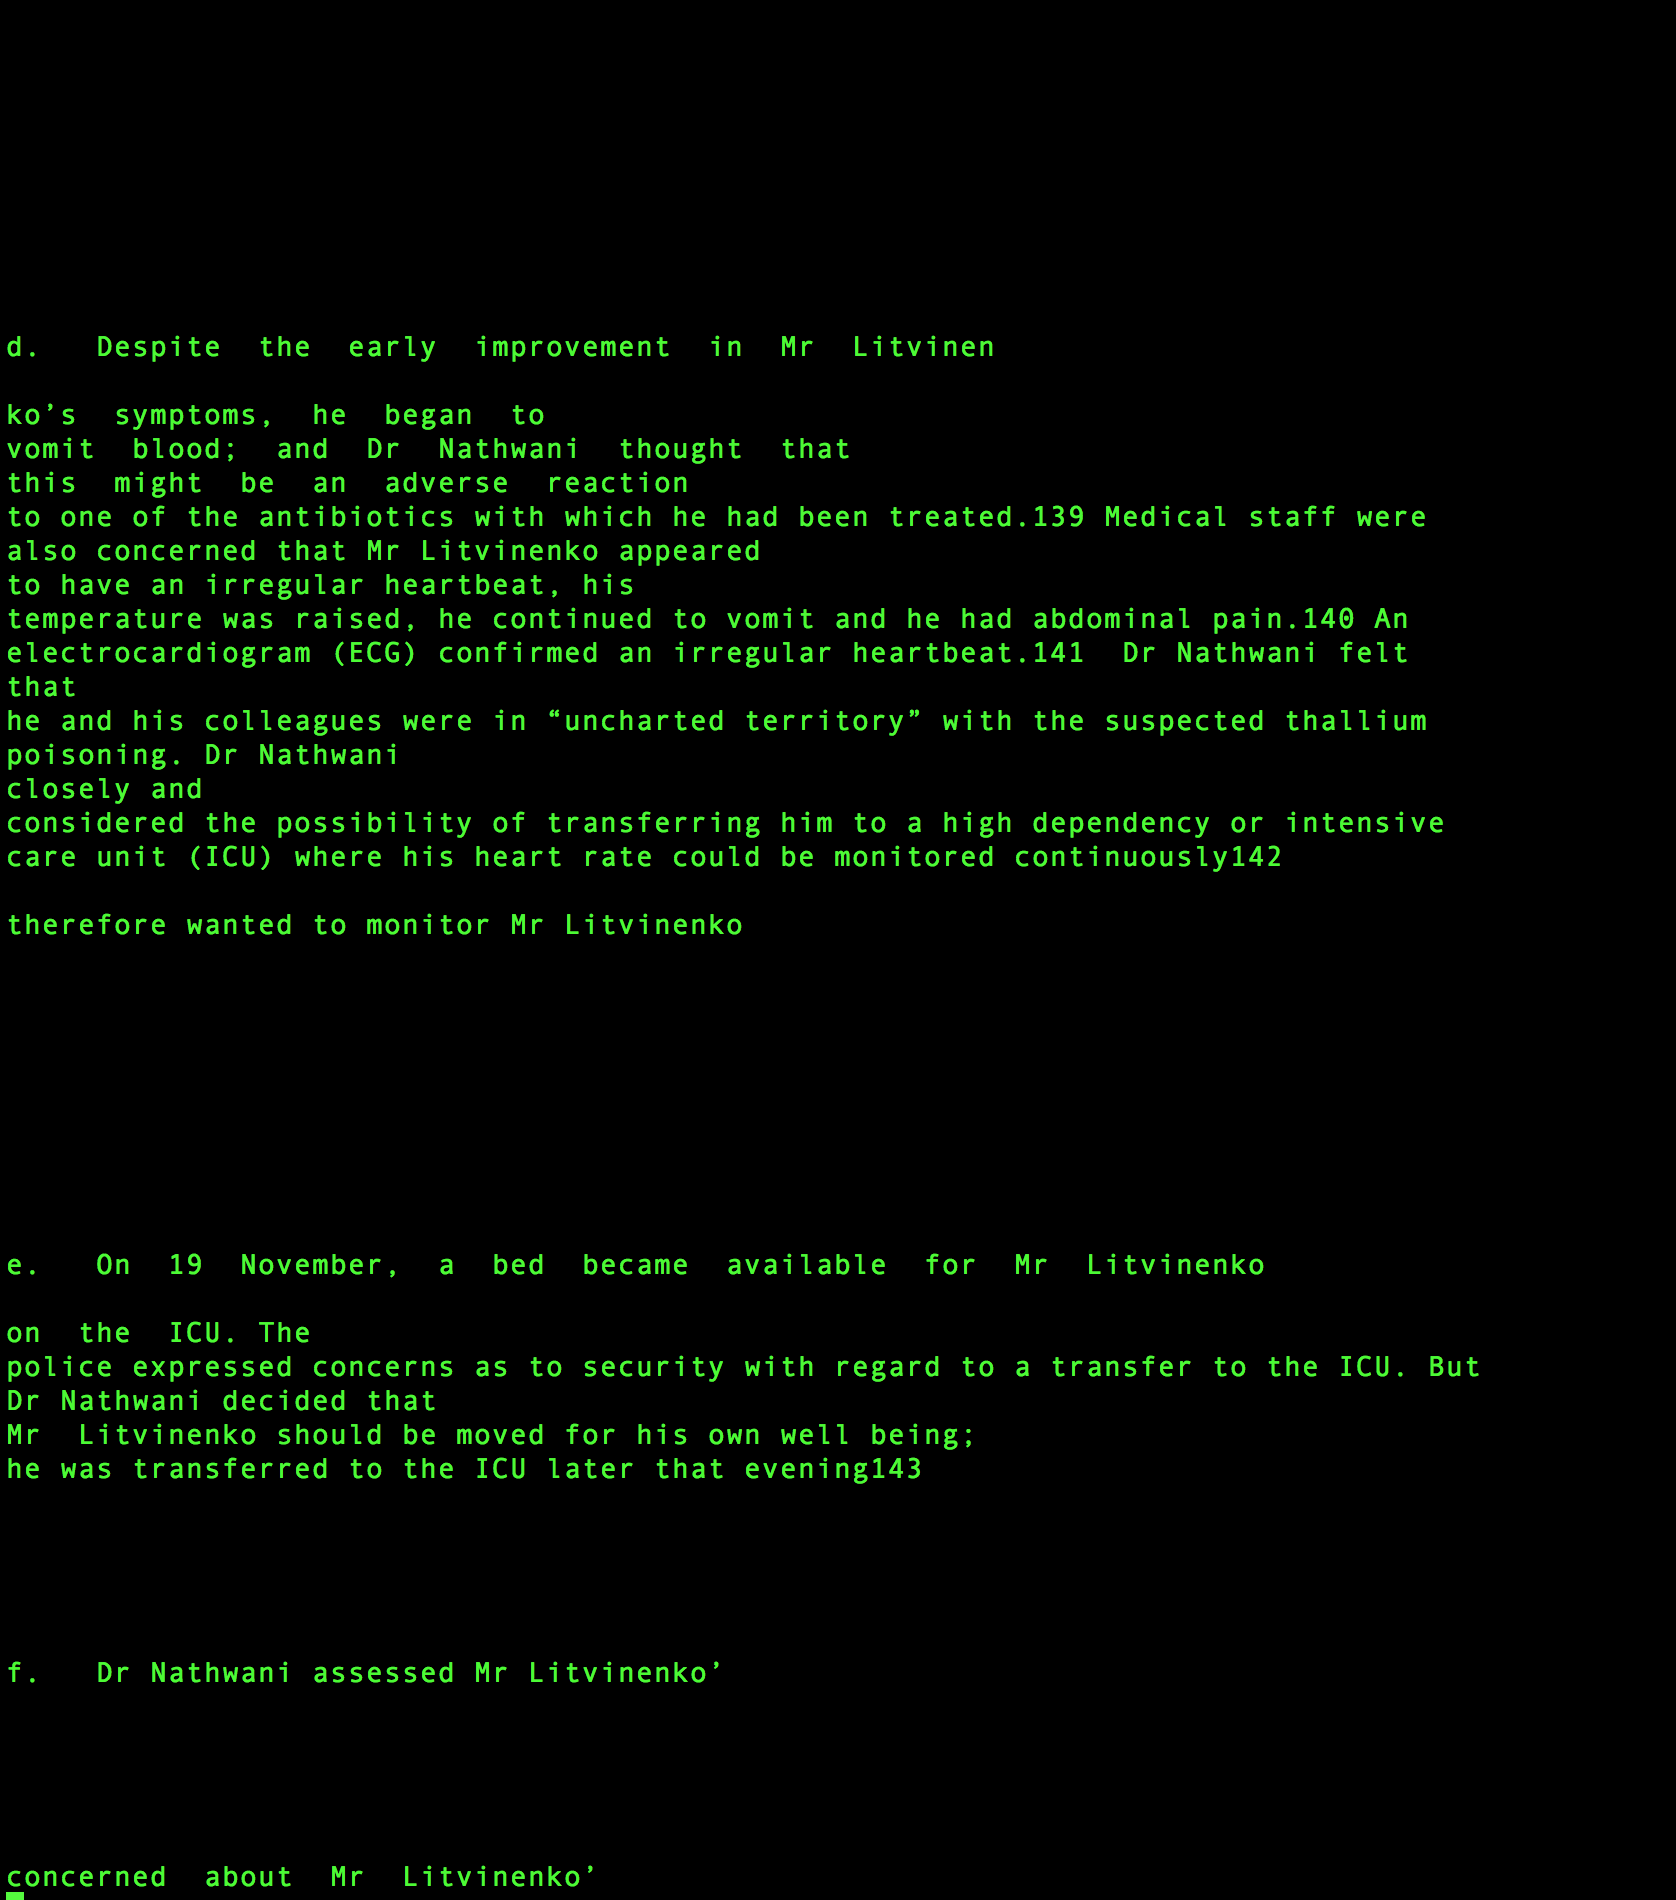 d.   Despite  the  early  improvement  in  Mr  Litvinen
ko’s  symptoms,  he  began  to
vomit  blood;  and  Dr  Nathwani  thought  that
this  might  be  an  adverse  reaction
to one of the antibiotics with which he had been treated.139 Medical staff were
also concerned that Mr Litvinenko appeared
to have an irregular heartbeat, his
temperature was raised, he continued to vomit and he had abdominal pain.140 An
electrocardiogram (ECG) confirmed an irregular heartbeat.141  Dr Nathwani felt
that
he and his colleagues were in “uncharted territory” with the suspected thallium
poisoning. Dr Nathwani
closely and
considered the possibility of transferring him to a high dependency or intensive
care unit (ICU) where his heart rate could be monitored continuously142
therefore wanted to monitor Mr Litvinenko
e.   On  19  November,  a  bed  became  available  for  Mr  Litvinenko
on  the  ICU. The
police expressed concerns as to security with regard to a transfer to the ICU. But
Dr Nathwani decided that
Mr  Litvinenko should be moved for his own well being;
he was transferred to the ICU later that evening143
f.   Dr Nathwani assessed Mr Litvinenko’
concerned  about  Mr  Litvinenko’